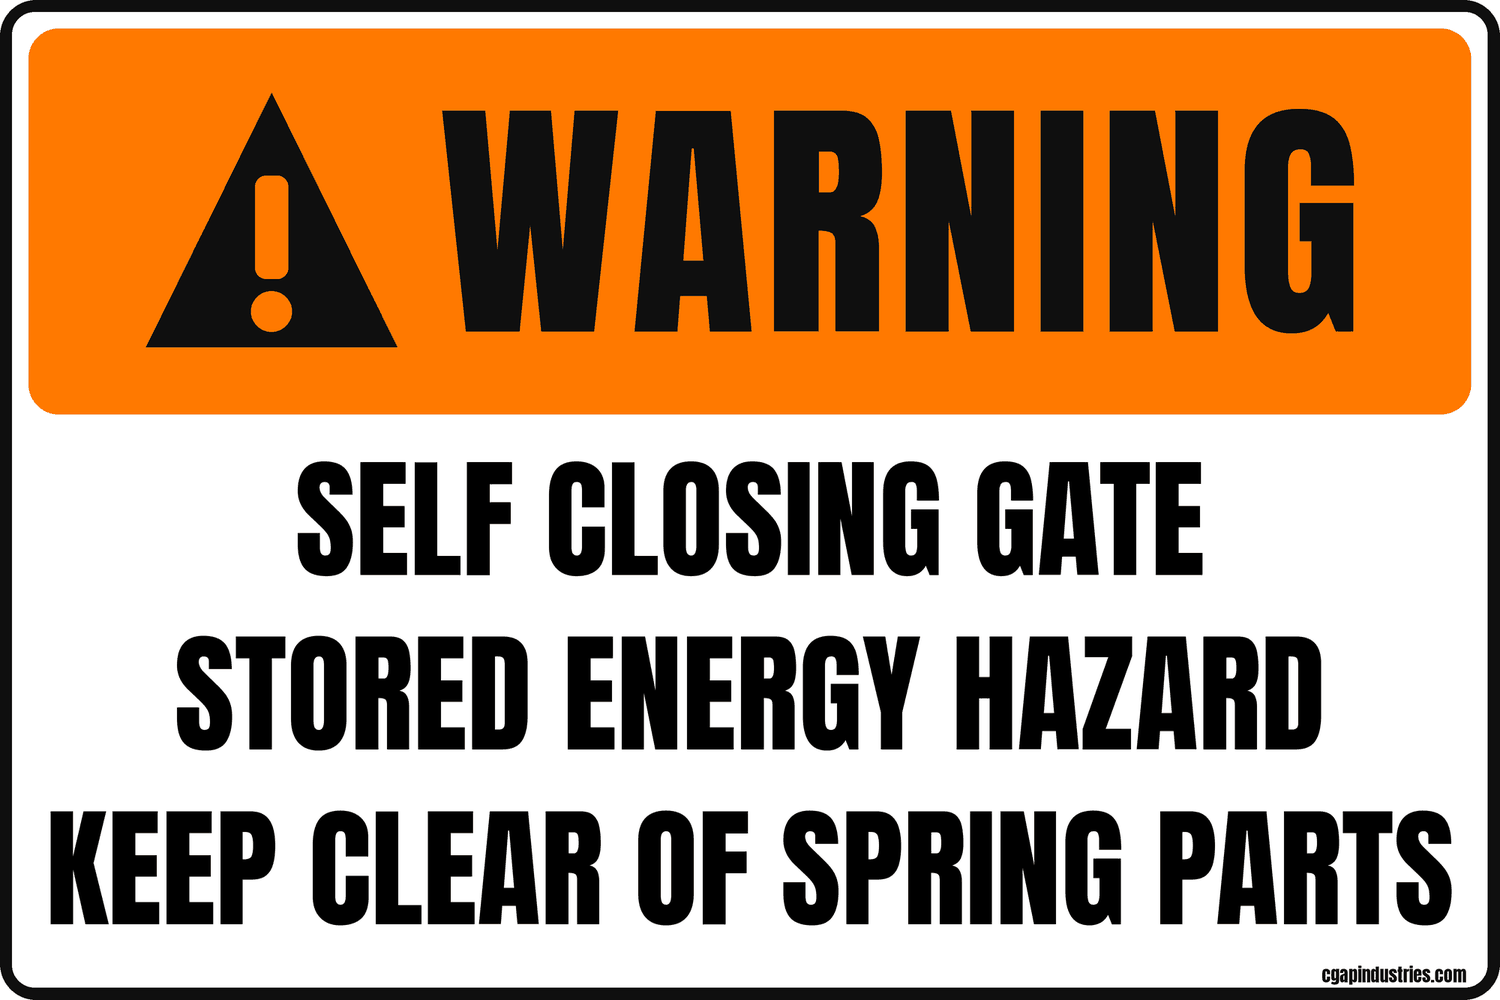 WARNING
SELF CLOSING GATE
STORED ENERGY HAZARD
KEEP CLEAR OF SPRING PARTS
cgapindustries.com